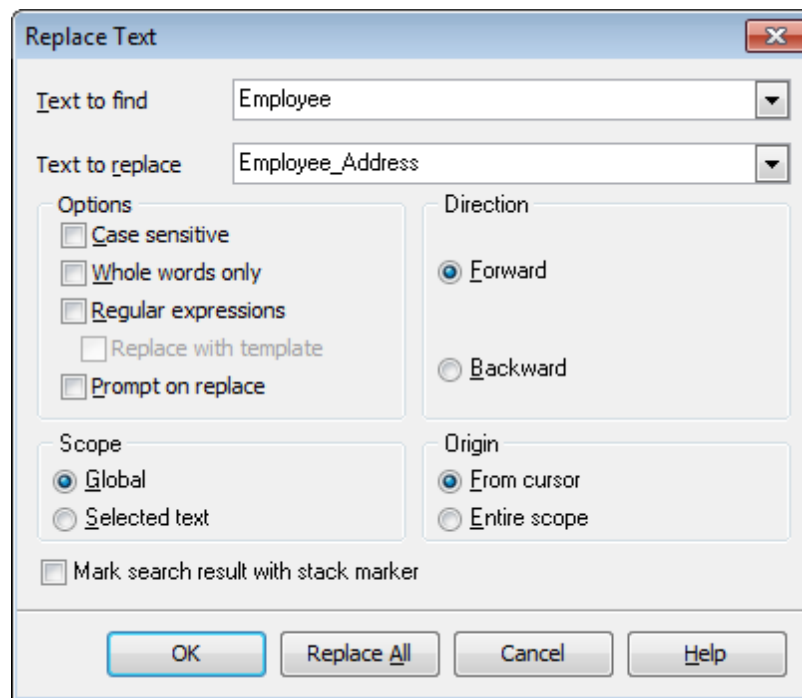 Replace Text
Text to find
Employee
Text to replace
Employee_Address
Options
Case sensitive
Whole words only
Regular expressions
Replace with template
Prompt on replace
Direction
Forward
Backward
Scope
Global
Selected text
Origin
From cursor
Entire scope
Mark search result with stack marker
OK
Replace All
Cancel
Help